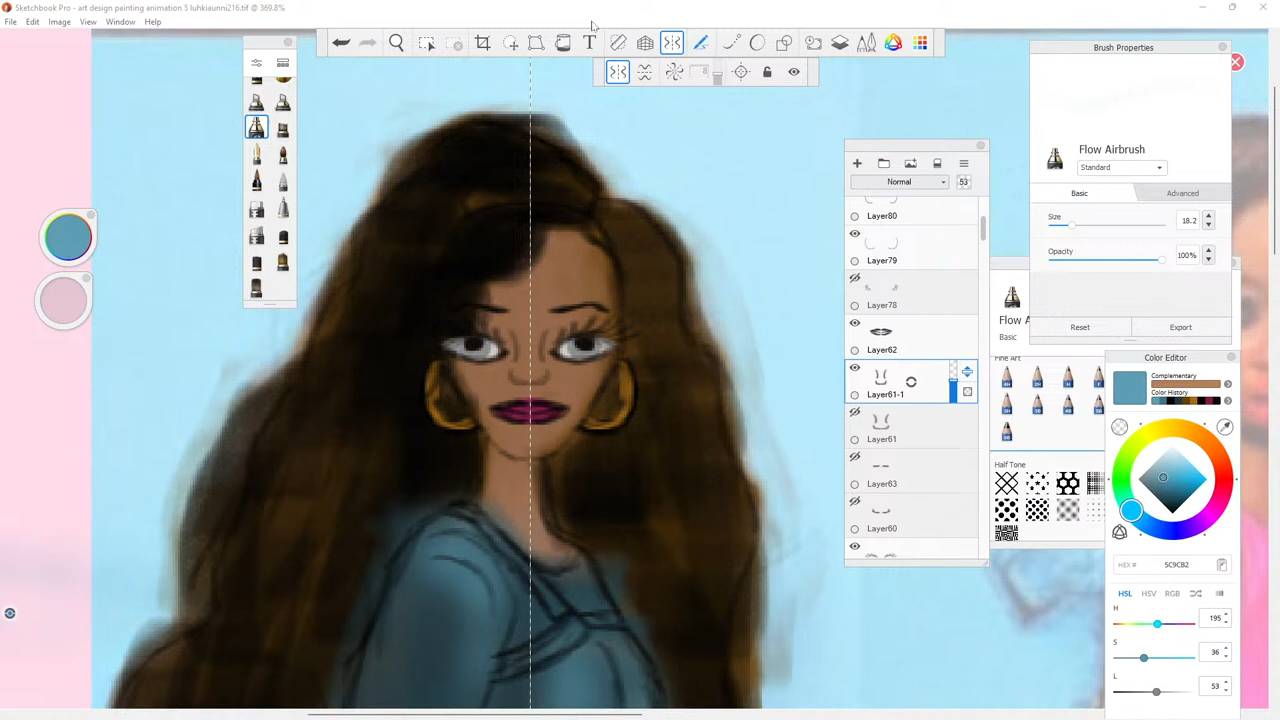 Sketchbook Pro - art design painting animation 5 luhkiaunni216.tif @ 369.8%
File Edit Image View Window Help
T
Brush Properties
Flow Airbrush
Standard
Basic Advanced
Size 18.2
Opacity 100%
Reset Export
Normal 53
Layer80
Layer79
Layer78
Layer62
Layer61-1
Layer61
Layer63
Layer60
Flow A
Basic
Fine Art
Half Tone
Color Editor
Complementary
Color History
HEX # 5C9CB2
HSL HSV RGB
H 195
S 36
L 53